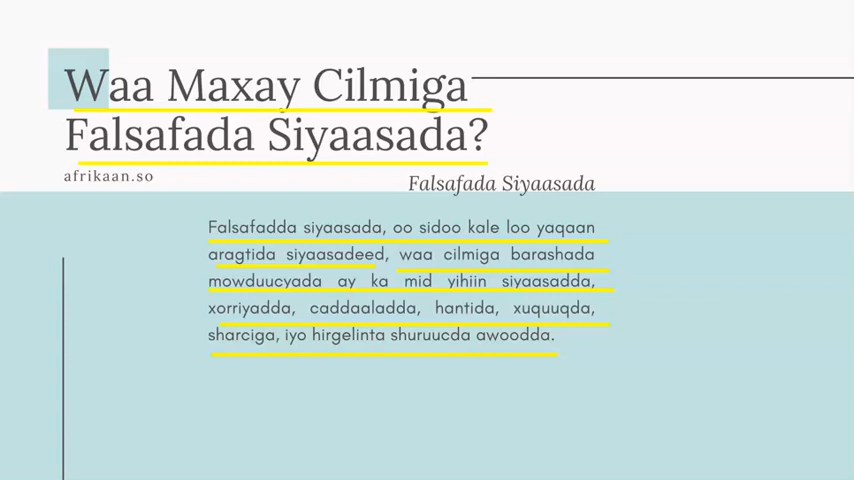 Waa Maxay Cilmiga
Falsafada Siyaasada?
afrikaan.so
Falsafada Siyaasada
Falsafadda siyaasada, oo sidoo kale loo yaqaan
aragtida siyaasadeed, waa cilmiga barashada
mowduucyada ay ka mid yihiin siyaasadda,
xorriyadda, caddaaladda, hantida, xuquuqda,
sharciga, iyo hirgelinta shuruucda awoodda.